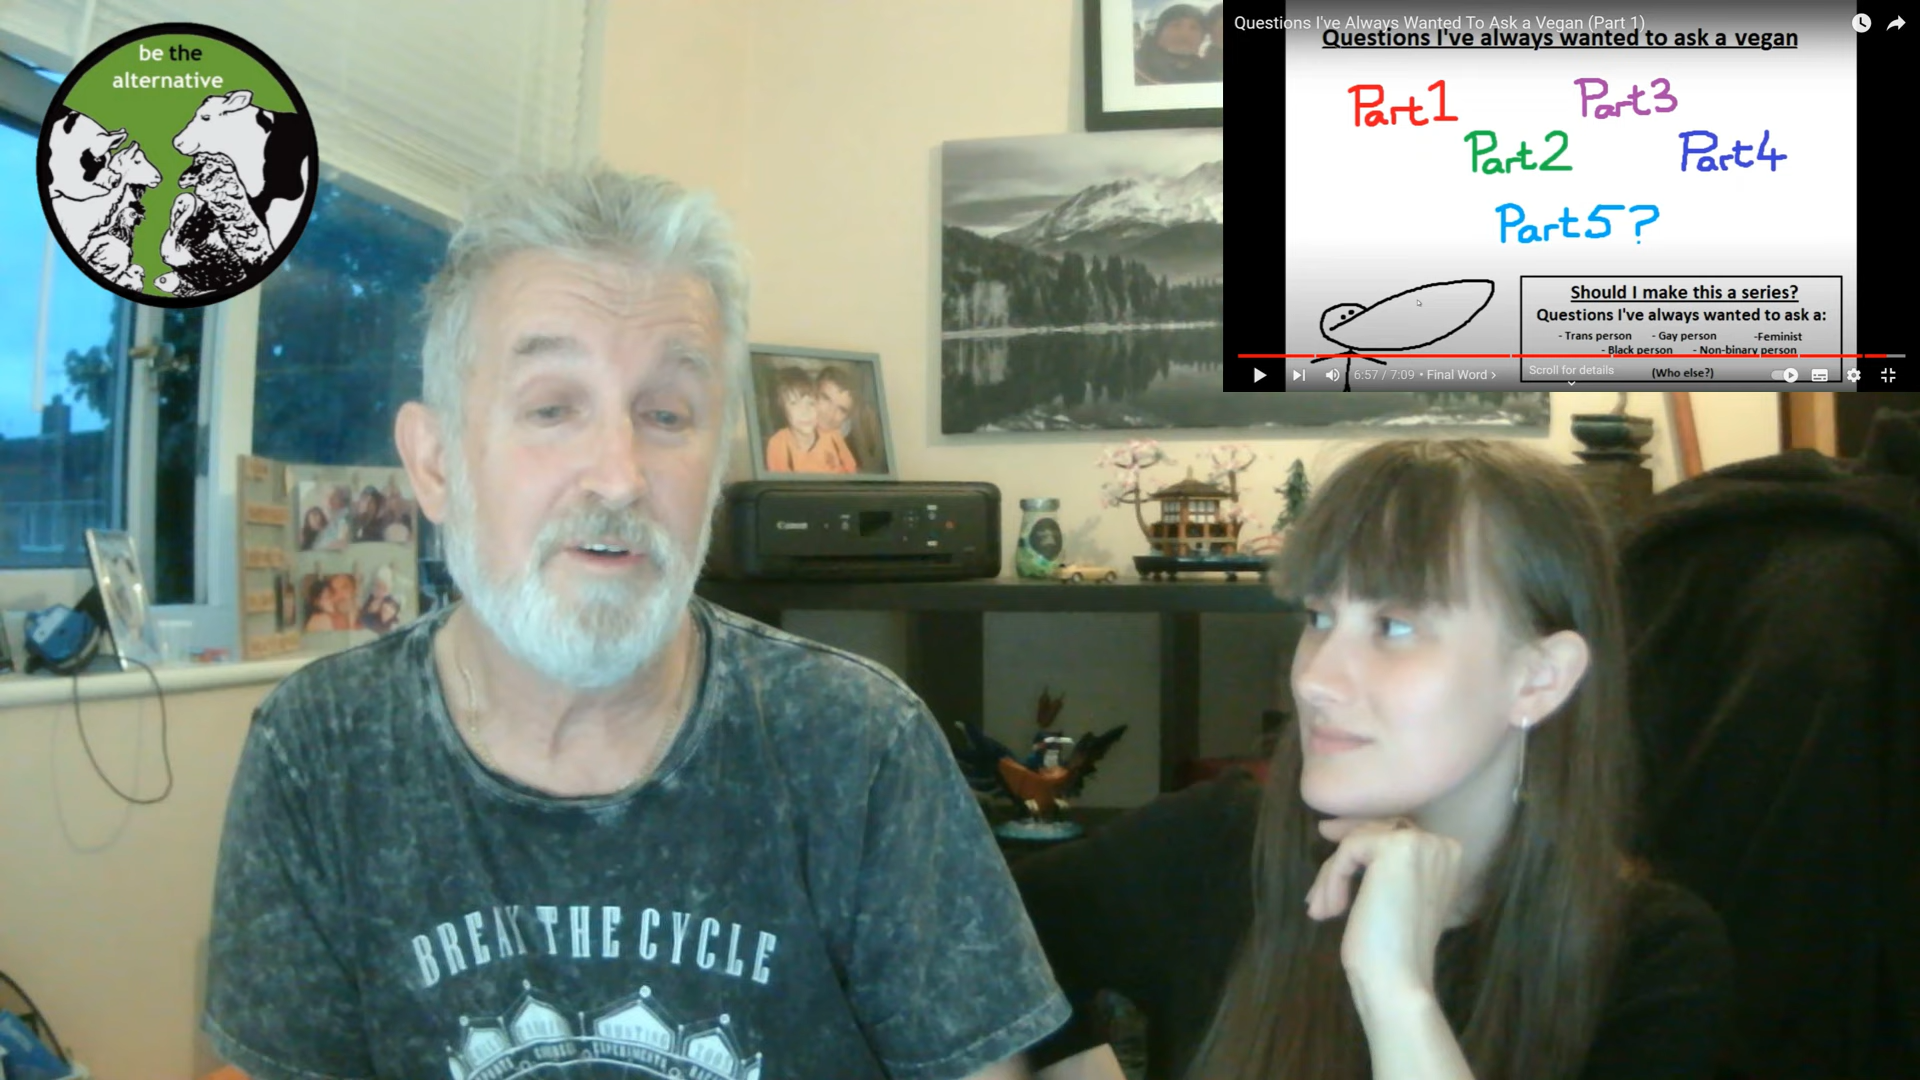 be the
alternative
Questions I've Always Wanted To Ask a Vegan (Part 1)
Questions I've always wanted to ask a vegan
Part1
Part3
Part2
Part4
Part5?
Should I make this a series?
Questions I've always wanted to ask a:
- Trans person - Gay person -Feminist
- Black person - Non-binary person
(Who else?)
6:57 / 7:09 • Final Word ›
Scroll for details
Canon
BREAK THE CYCLE